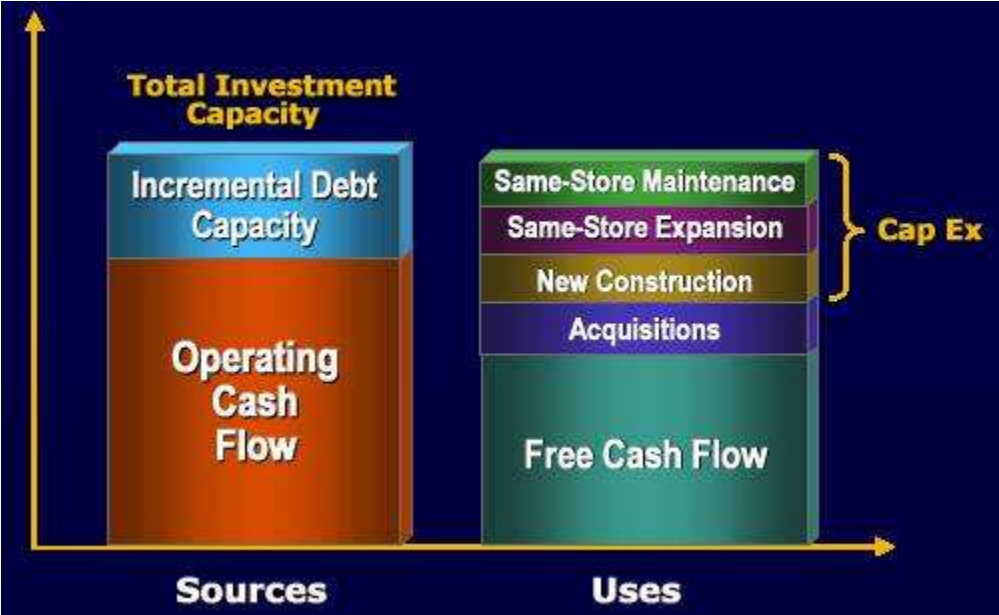 Total Investment
Capacity
Incremental Debt
Capacity
Operating
Cash
Flow
Same-Store Maintenance
Same-Store Expansion
New Construction
Acquisitions
Free Cash Flow
Cap Ex
Sources
Uses